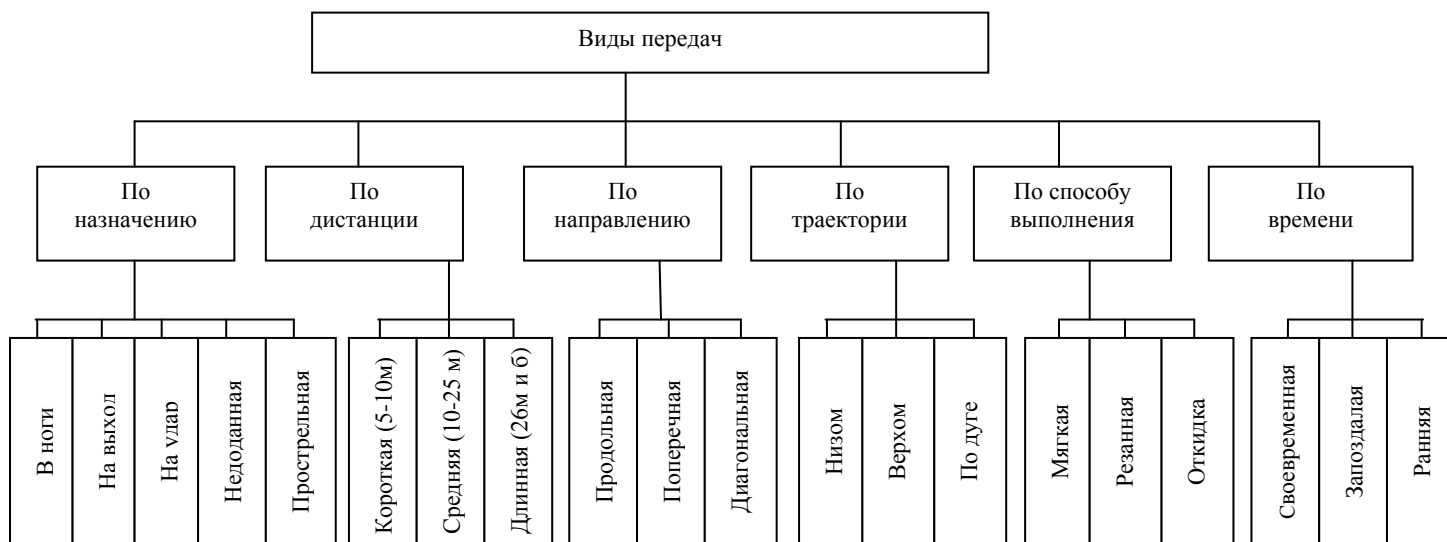 Виды передач
По
назначению
По
дистанции
По
направлению
По
траектории
По способу
выполнения
По
времени
В ноги
На выход
На удар
Недоданная
Прострельная
Короткая (5-10м)
Средняя (10-25 м)
Длинная (26м и б)
Продольная
Поперечная
Диагональная
Низом
Верхом
По дуге
Мягкая
Резанная
Откидка
Своевременная
Запоздалая
Ранняя